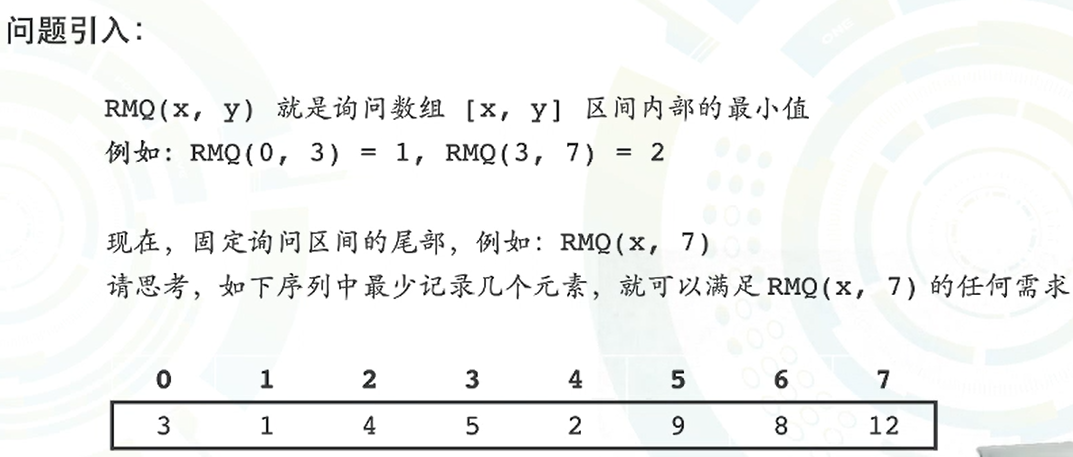 问题引入：
RMQ(x, y) 就是询问数组 [x, y] 区间内部的最小值
例如：RMQ(0, 3) = 1, RMQ(3, 7) = 2
现在，固定询问区间的尾部，例如：RMQ(x, 7)
请思考，如下序列中最少记录几个元素，就可以满足RMQ(x, 7)的任何需求
0 1 2 3 4 5 6 7
3 1 4 5 2 9 8 12